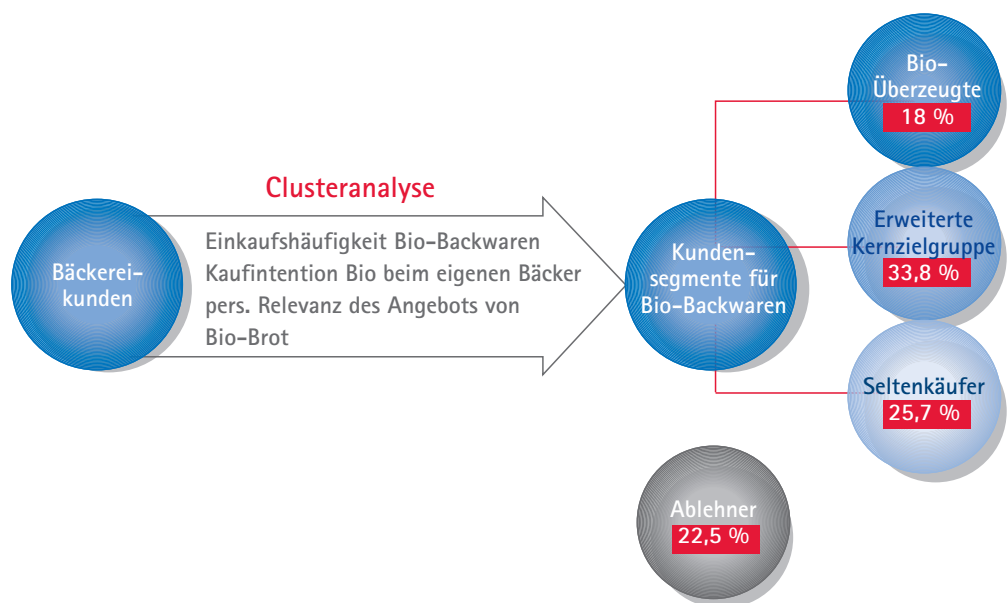 Clusteranalyse
Bäckerei-
kunden
Einkaufshäufigkeit Bio-Backwaren
Kaufintention Bio beim eigenen Bäcker
pers. Relevanz des Angebots von
Bio-Brot
Kunden-
segmente für
Bio-Backwaren
Bio-
Überzeugte
18 %
Erweiterte
Kernzielgruppe
33,8 %
Seltenkäufer
25,7 %
Ablehner
22,5 %